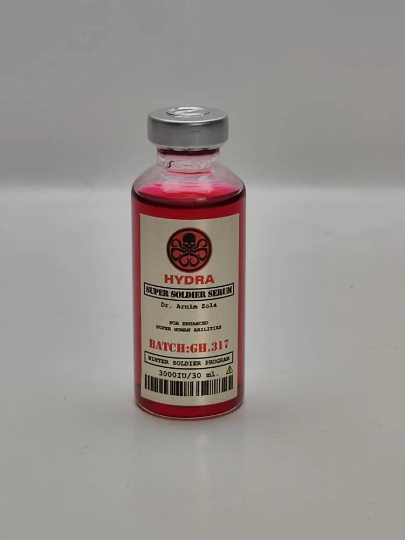 HYDRA
SUPER SOLDIER SERUM
Dr. Arnim Zola
FOR ENHANCED
SUPER HUMAN ABILITIES
BATCH:GH.317
WINTER SOLDIER PROGRAM
3000IU/30 ml.